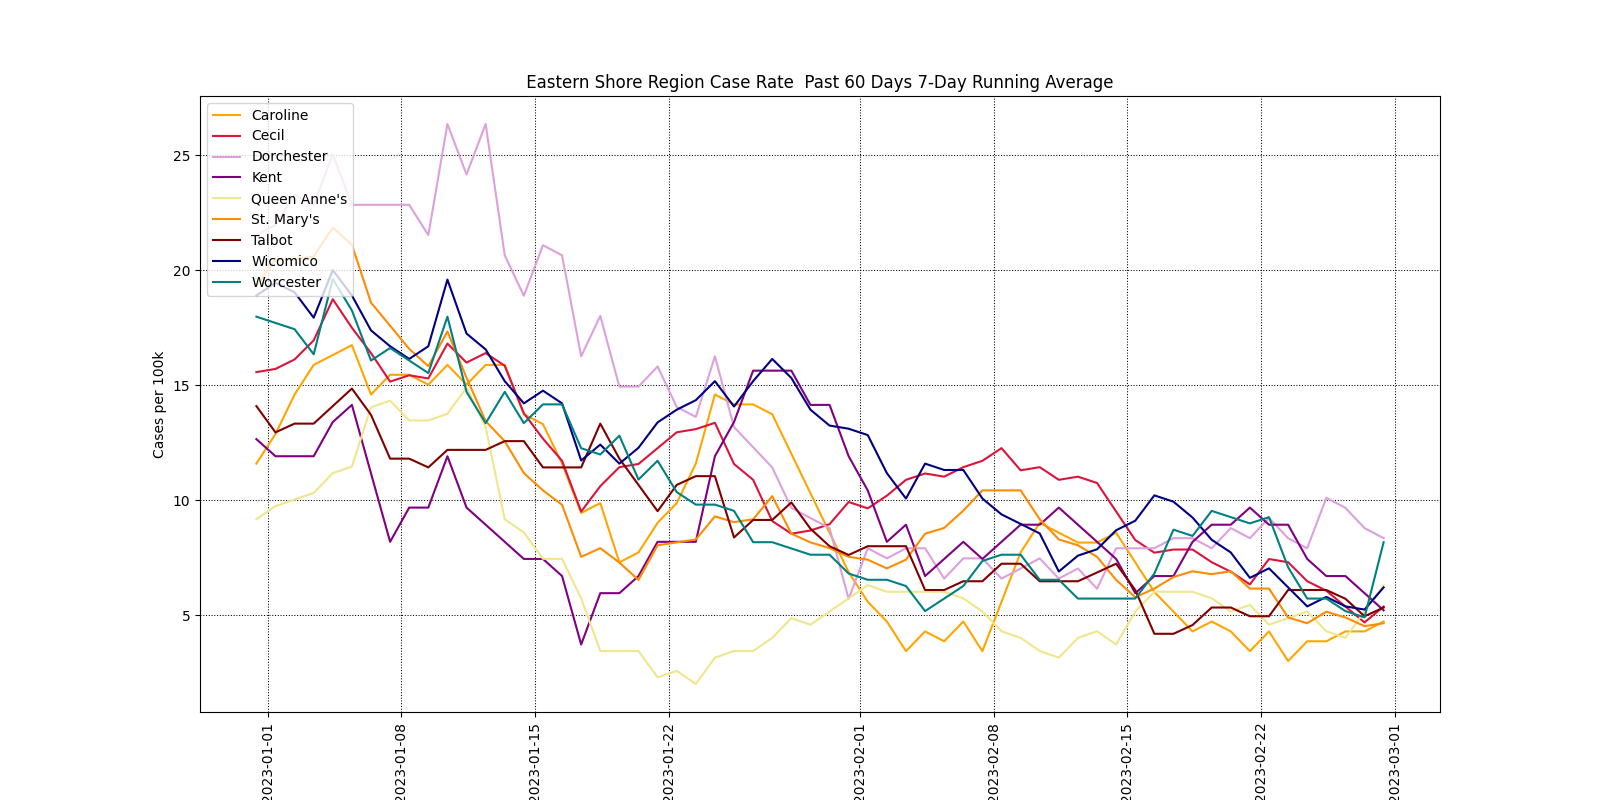 Eastern Shore Region Case Rate  Past 60 Days 7-Day Running Average
Caroline
Cecil
Dorchester
Kent
Queen Anne's
St. Mary's
Talbot
Wicomico
Worcester
Cases per 100k
25
20
15
10
5
2023-01-01
2023-01-08
2023-01-15
2023-01-22
2023-02-01
2023-02-08
2023-02-15
2023-02-22
2023-03-01